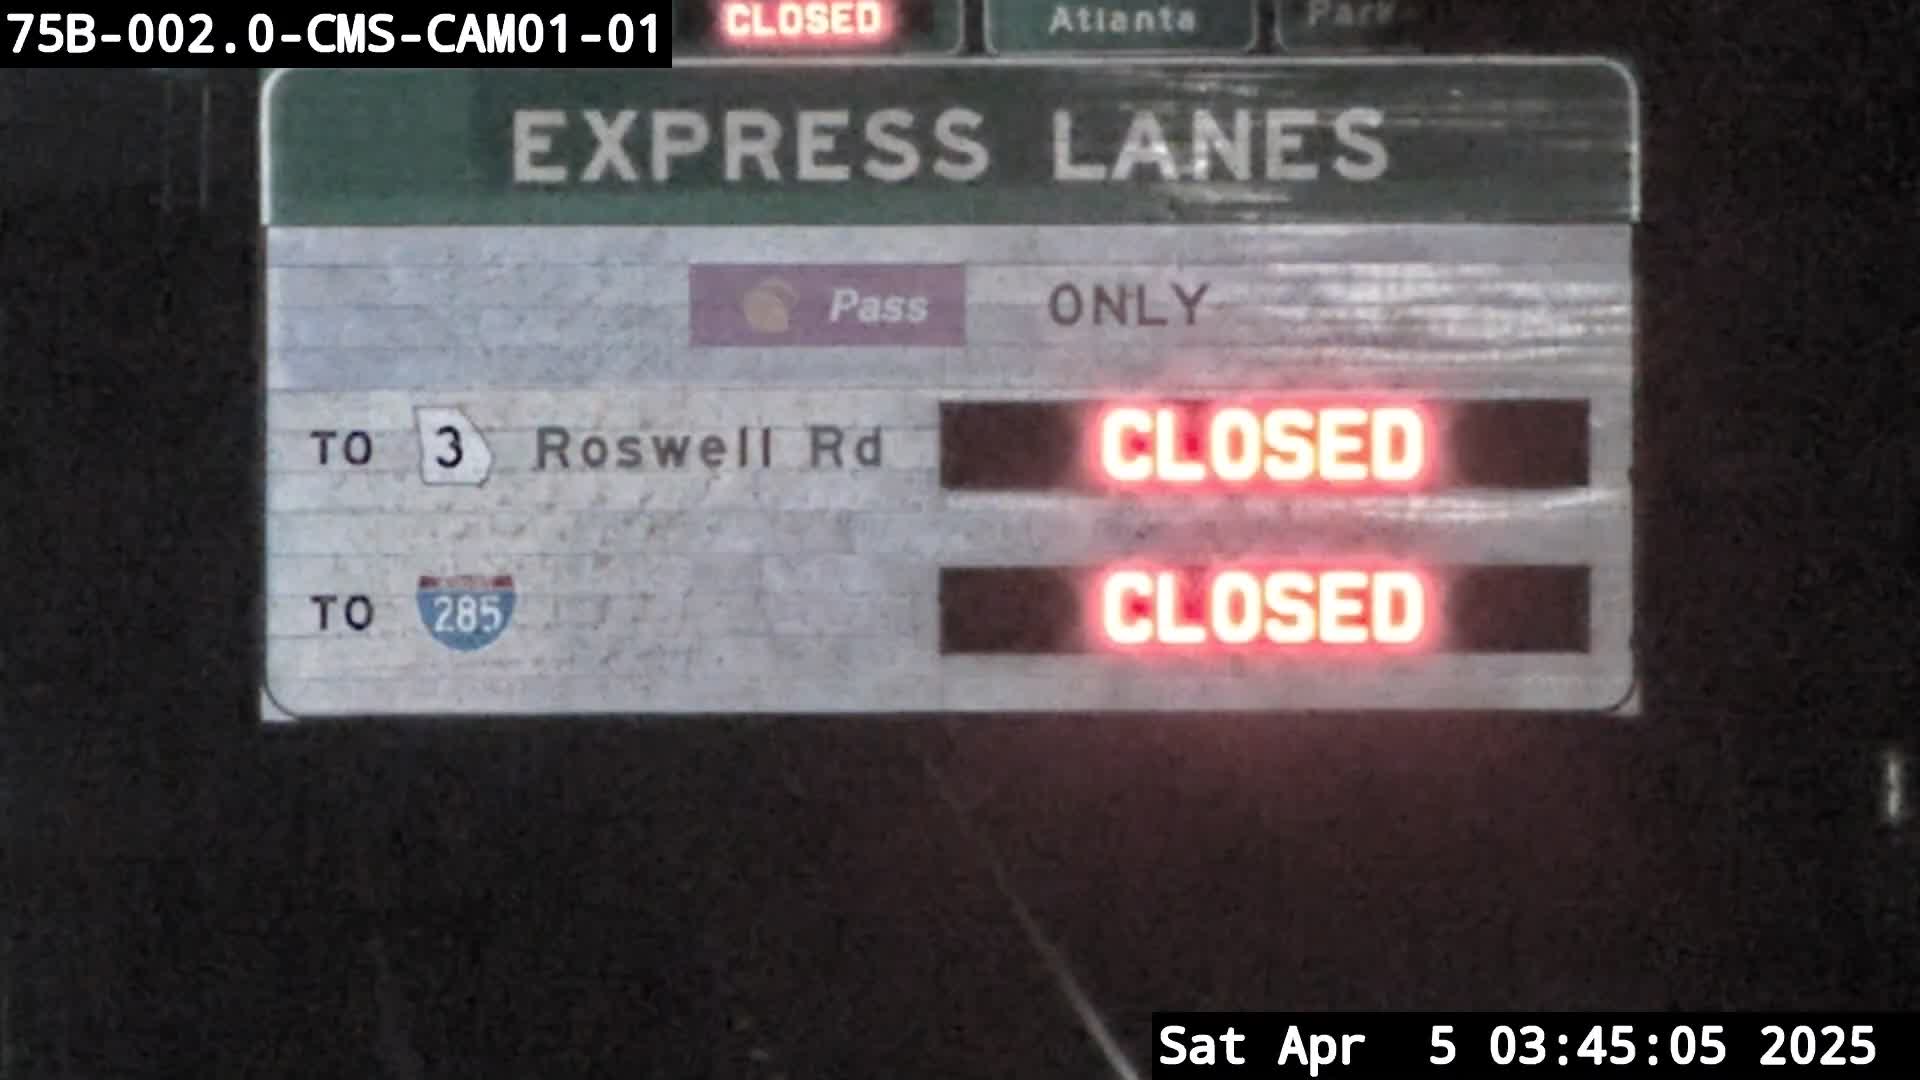 75B-002.0-CMS-CAM01-01
CLOSED
Atlanta
Park
EXPRESS LANES
Pass ONLY
TO 3 Roswell Rd CLOSED
TO 285 CLOSED
Sat Apr 5 03:45:05 2025